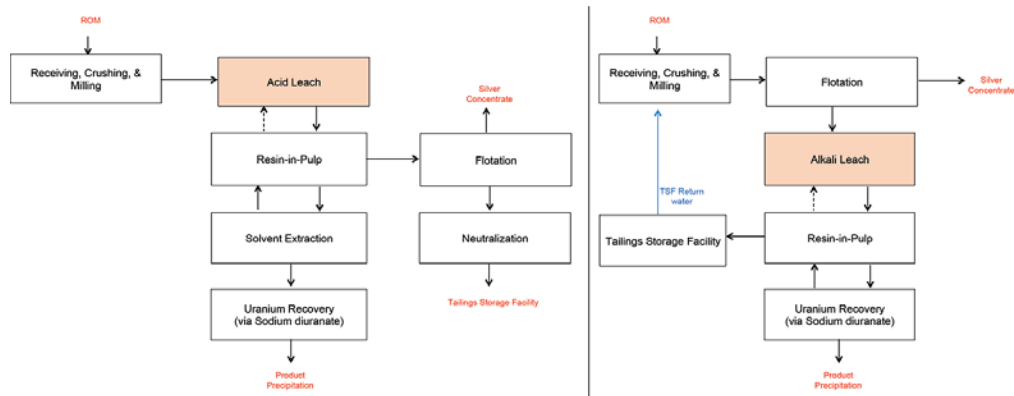 ROM
Receiving, Crushing, &
Milling
Acid Leach
Silver
Concentrate
Resin-in-Pulp
Flotation
Solvent Extraction
Neutralization
Uranium Recovery
(via Sodium diuranate)
Tailings Storage Facility
Product
Precipitation
ROM
Receiving, Crushing, &
Milling
Flotation
Silver
Concentrate
Alkali Leach
TSF Return
water
Tailings Storage Facility
Resin-in-Pulp
Uranium Recovery
(via Sodium diuranate)
Product
Precipitation